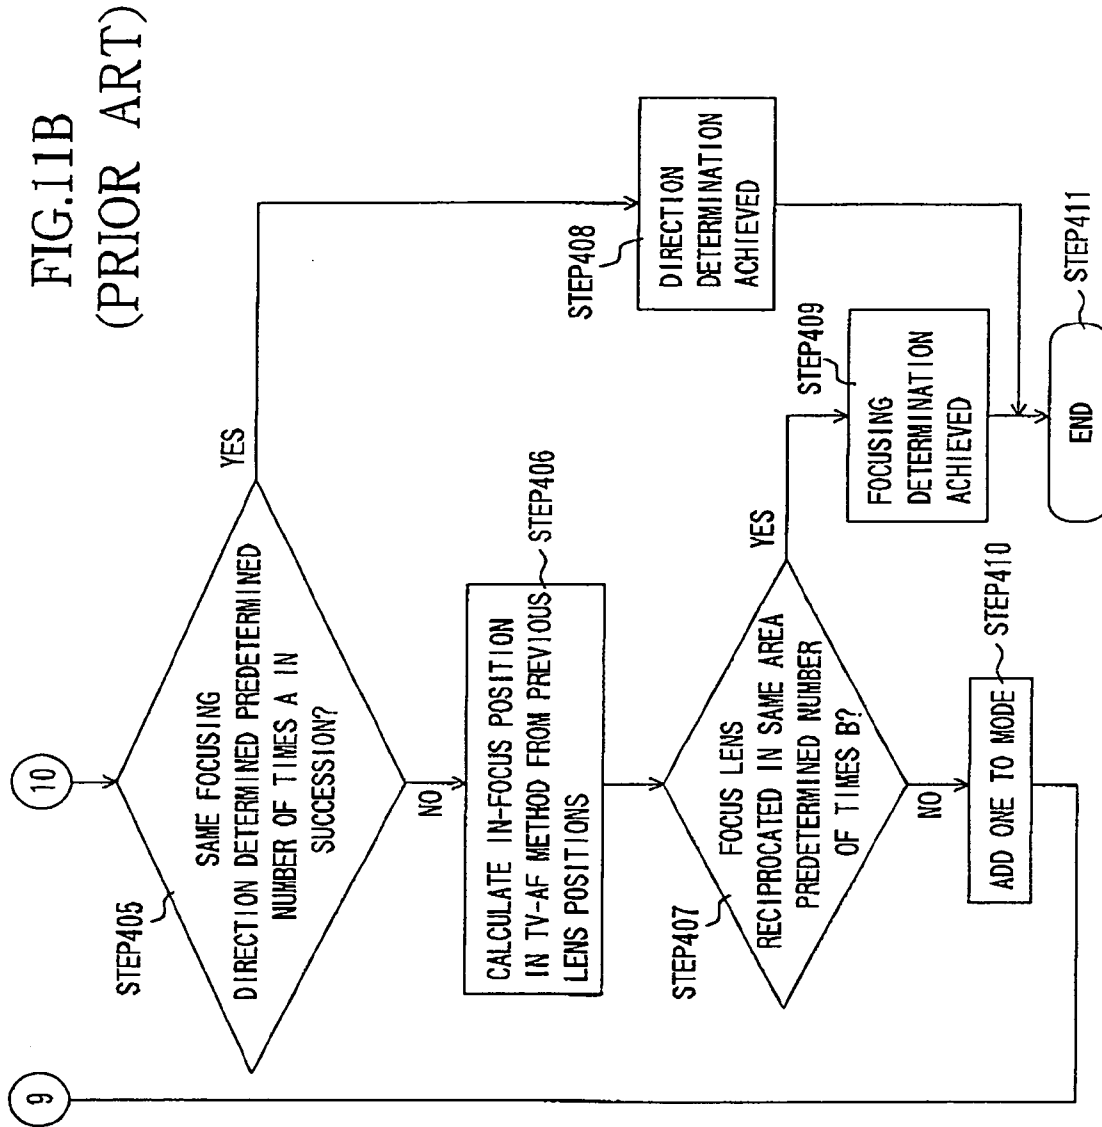 FIG.11B
(PRIOR ART)
10
SAME FOCUSING
DIRECTION DETERMINED PREDETERMINED
NUMBER OF TIMES A IN
SUCCESSION?
STEP405
YES
NO
CALCULATE IN-FOCUS POSITION
IN TV-AF METHOD FROM PREVIOUS
LENS POSITIONS
STEP406
STEP408
DIRECTION
DETERMINATION
ACHIEVED
FOCUS LENS
RECIPROCATED IN SAME AREA
PREDETERMINED NUMBER
OF TIMES B?
STEP407
YES
NO
STEP409
FOCUSING
DETERMINATION
ACHIEVED
STEP410
ADD ONE TO MODE
STEP411
END
9